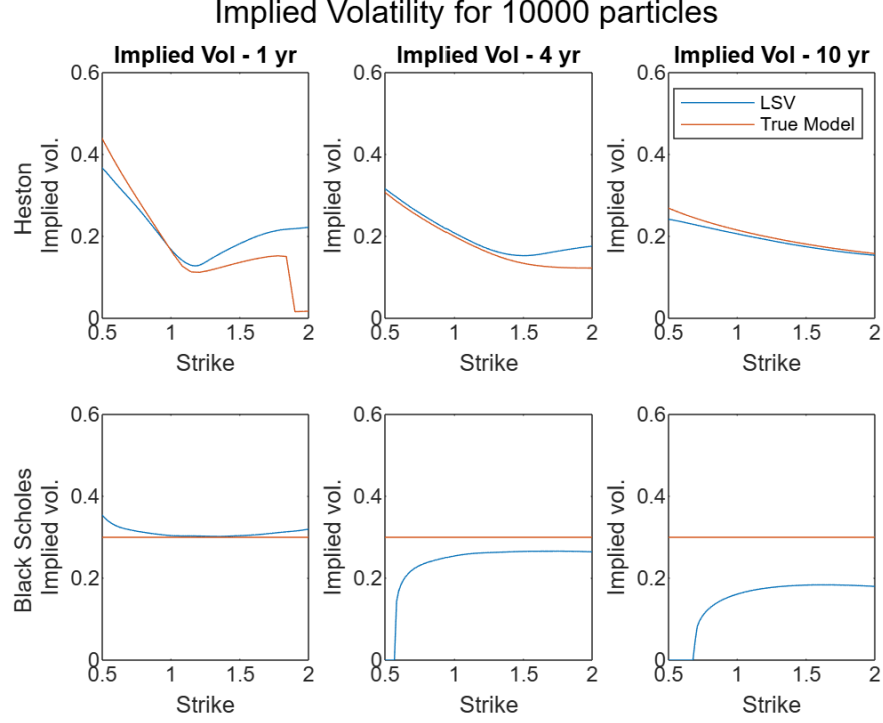 Implied Volatility for 10000 particles
Implied Vol - 1 yr
Implied Vol - 4 yr
Implied Vol - 10 yr
Heston
Implied vol.
0.6
0.4
0.2
0
0.5
1
1.5
2
Strike
Implied vol.
0.6
0.4
0.2
0
0.5
1
1.5
2
Strike
Implied vol.
0.6
0.4
0.2
0
0.5
1
1.5
2
Strike
LSV
True Model
Black Scholes
Implied vol.
0.6
0.4
0.2
0
0.5
1
1.5
2
Strike
Implied vol.
0.6
0.4
0.2
0
0.5
1
1.5
2
Strike
Implied vol.
0.6
0.4
0.2
0
0.5
1
1.5
2
Strike